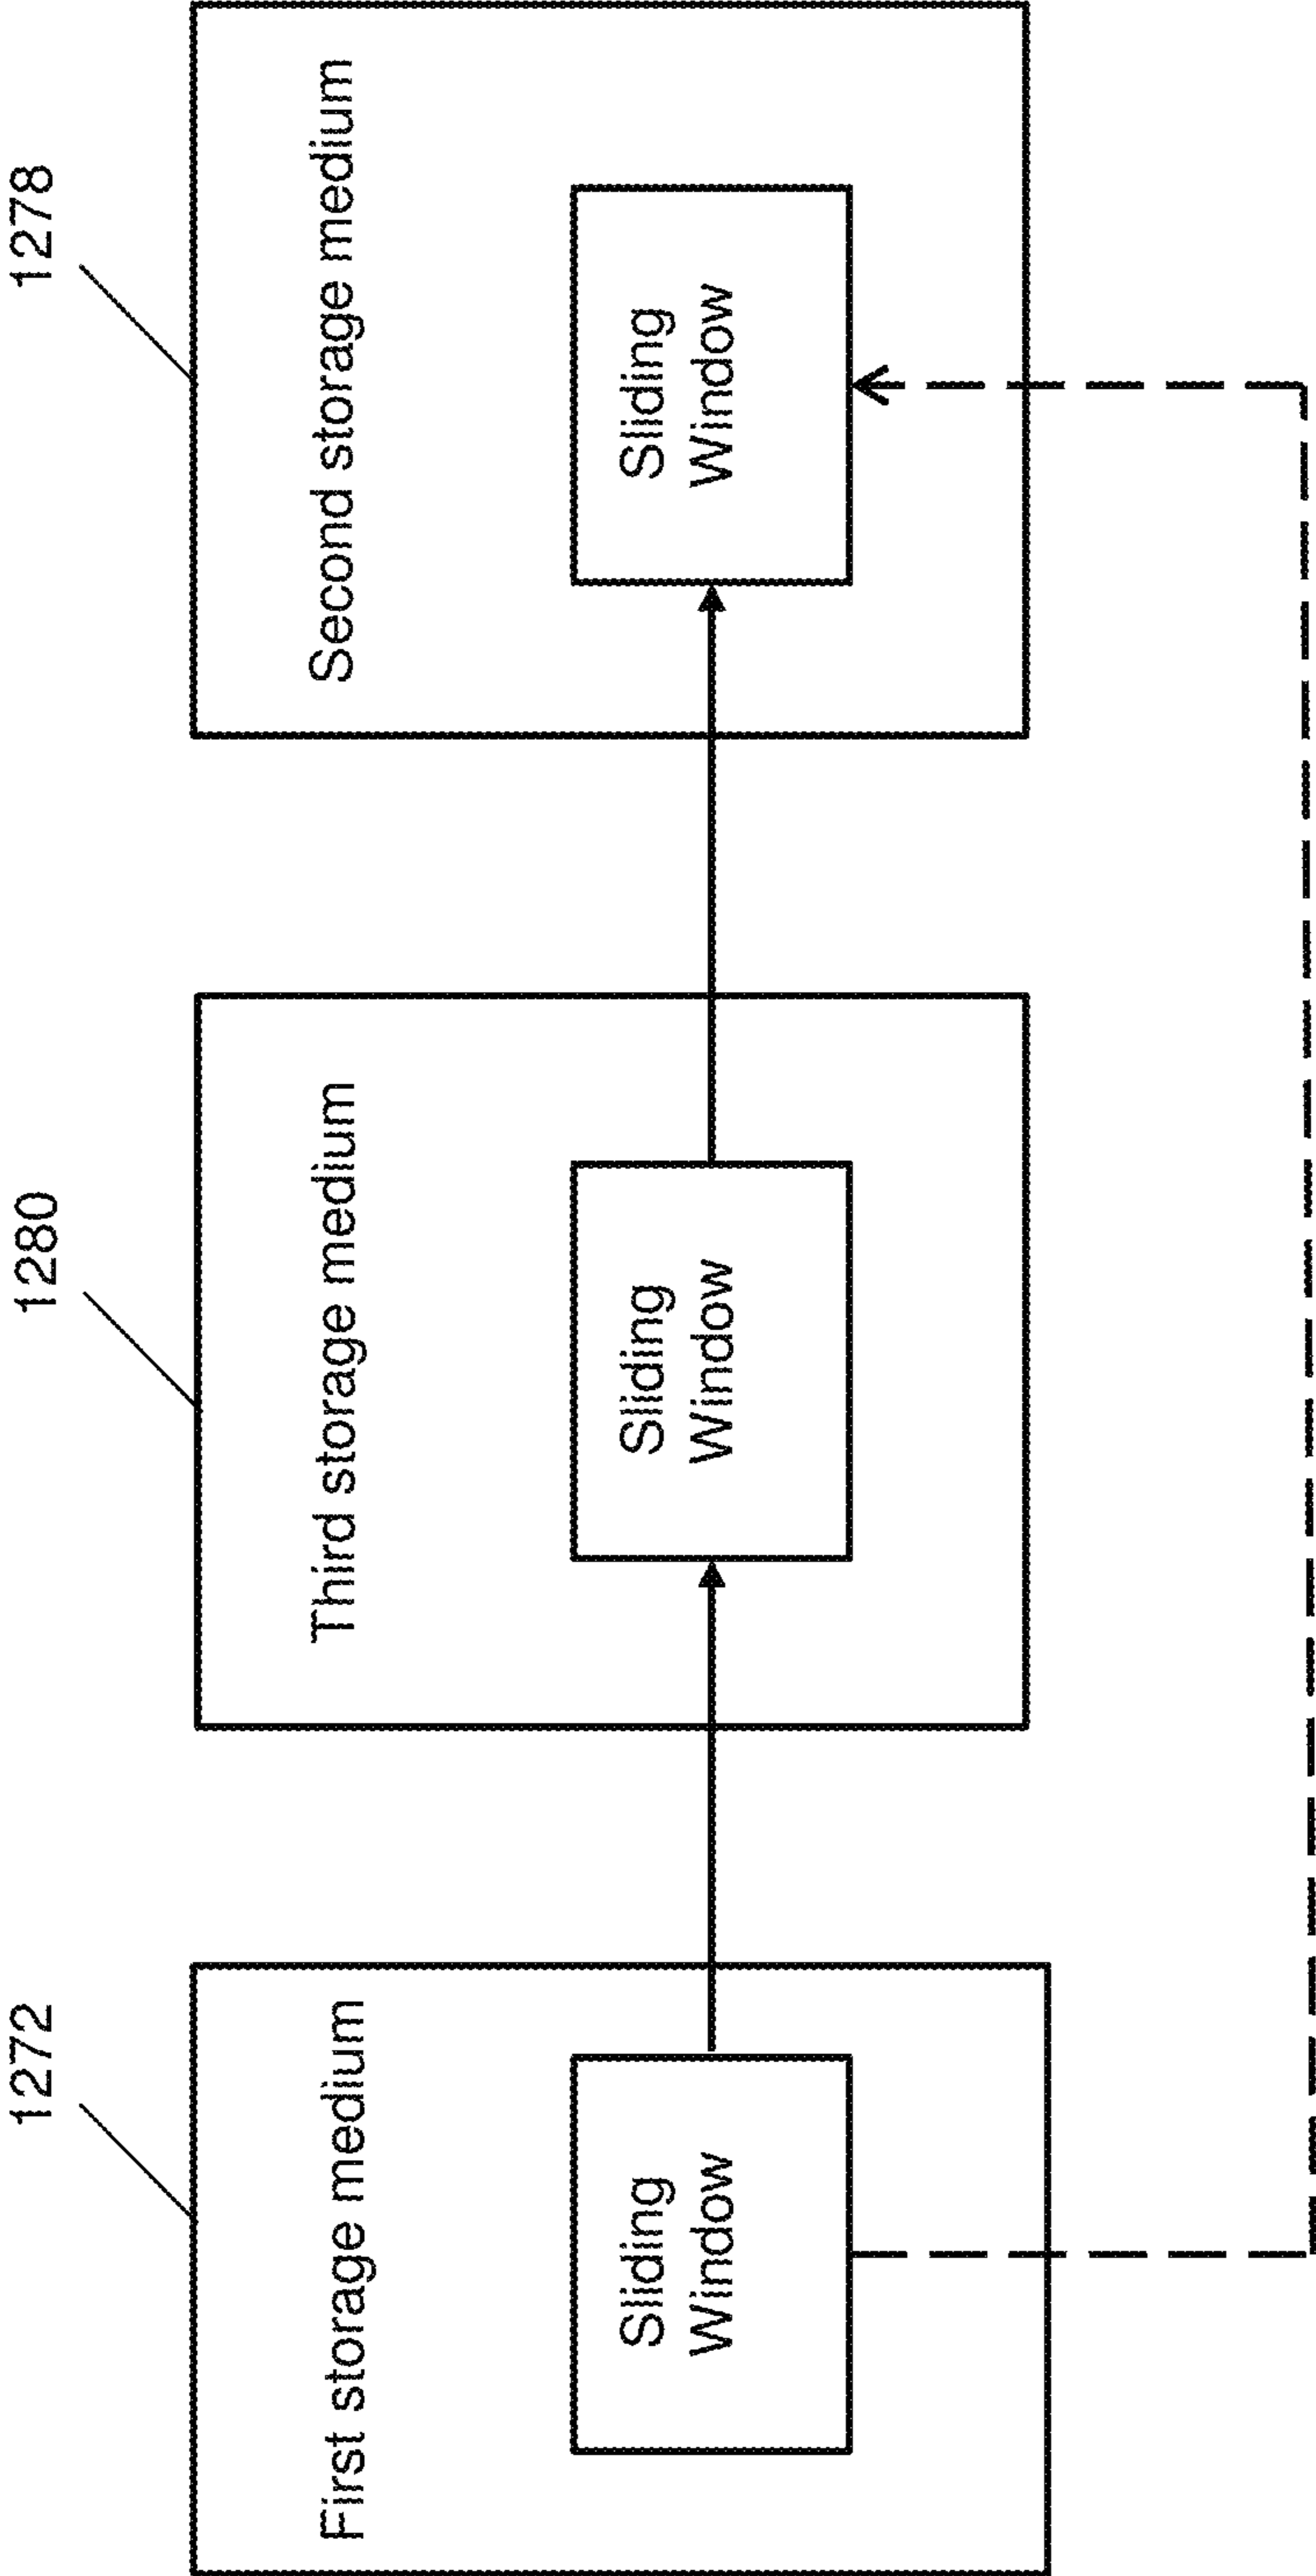 1272
1280
1278
First storage medium
Third storage medium
Second storage medium
Sliding
Window
Sliding
Window
Sliding
Window